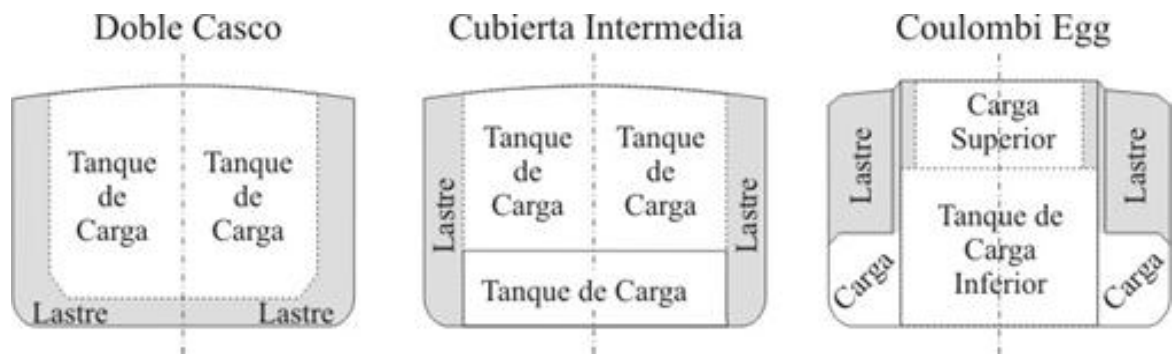 Doble Casco
Tanque
de
Carga
Tanque
de
Carga
Lastre
Lastre
Cubierta Intermedia
Lastre
Tanque
de
Carga
Tanque
de
Carga
Lastre
Tanque de Carga
Coulombi Egg
Carga
Superior
Lastre
Lastre
Tanque de
Carga
Inferior
Carga
Carga